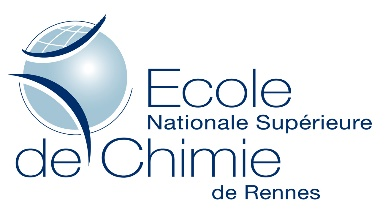 Ecole
Nationale Supérieure
de Chimie
de Rennes